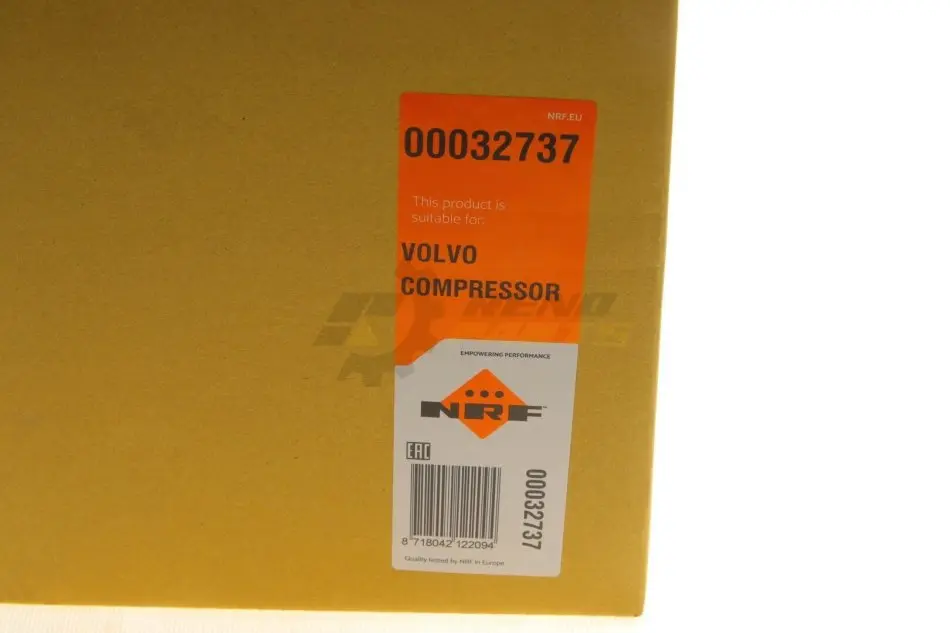 NRF.EU
00032737
This product is
suitable for:
VOLVO
COMPRESSOR
EMPOWERING PERFORMANCE
NRF™
EAC
00032737
8 718042 122094
Quality tested by NRF in Europe